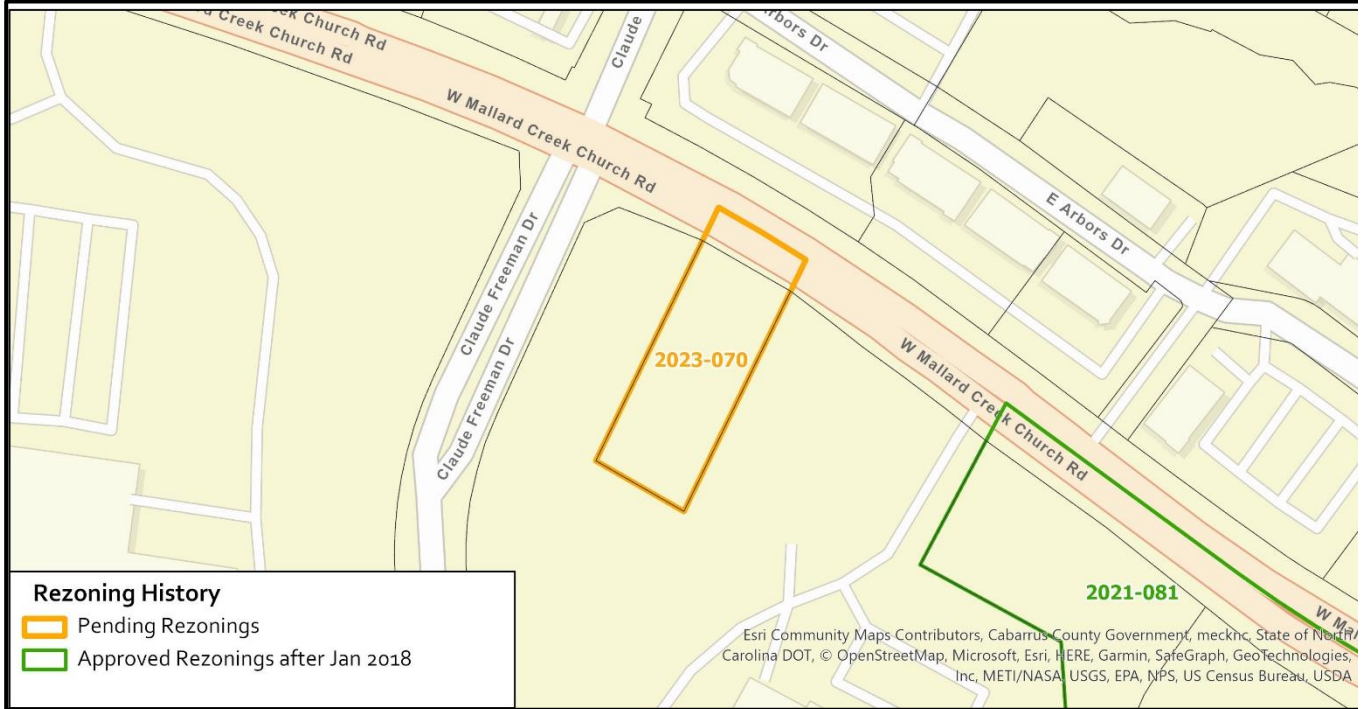 rd Creek Church Rd
Creek Church Rd
Claude
Arbors Dr
W Mallard Creek Church Rd
E Arbors Dr
Claude Freeman Dr
Claude Freeman Dr
2023-070
W Mallard Creek Church Rd
2021-081
W Ma
Rezoning History
Pending Rezonings
Approved Rezonings after Jan 2018
Esri Community Maps Contributors, Cabarrus County Government, mecknc, State of North
Carolina DOT, © OpenStreetMap, Microsoft, Esri, HERE, Garmin, SafeGraph, GeoTechnologies,
Inc, METI/NASA, USGS, EPA, NPS, US Census Bureau, USDA